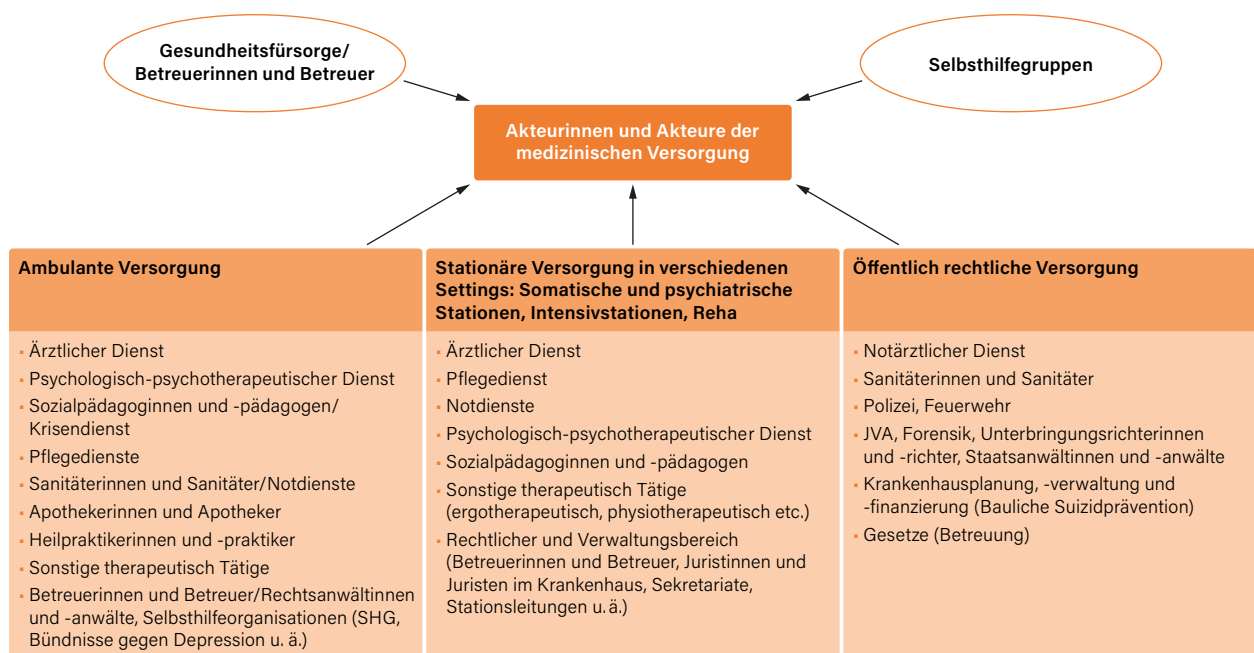 Gesundheitsfürsorge/
Betreuerinnen und Betreuer
Selbsthilfegruppen
Akteurinnen und Akteure der
medizinischen Versorgung
Ambulante Versorgung
▪ Ärztlicher Dienst
▪ Psychologisch-psychotherapeutischer Dienst
▪ Sozialpädagoginnen und -pädagogen/
Krisendienst
▪ Pflegedienste
▪ Sanitäterinnen und Sanitäter/Notdienste
▪ Apothekerinnen und Apotheker
▪ Heilpraktikerinnen und -praktiker
▪ Sonstige therapeutisch Tätige
▪ Betreuerinnen und Betreuer/Rechtsanwältinnen
und -anwälte, Selbsthilfeorganisationen (SHG,
Bündnisse gegen Depression u. ä.)
Stationäre Versorgung in verschiedenen
Settings: Somatische und psychiatrische
Stationen, Intensivstationen, Reha
▪ Ärztlicher Dienst
▪ Pflegedienst
▪ Notdienste
▪ Psychologisch-psychotherapeutischer Dienst
▪ Sozialpädagoginnen und -pädagogen
▪ Sonstige therapeutisch Tätige
(ergotherapeutisch, physiotherapeutisch etc.)
▪ Rechtlicher und Verwaltungsbereich
(Betreuerinnen und Betreuer, Juristinnen und
Juristen im Krankenhaus, Sekretariate,
Stationsleitungen u. ä.)
Öffentlich rechtliche Versorgung
▪ Notärztlicher Dienst
▪ Sanitäterinnen und Sanitäter
▪ Polizei, Feuerwehr
▪ JVA, Forensik, Unterbringungsrichterinnen
und -richter, Staatsanwältinnen und -anwälte
▪ Krankenhausplanung, -verwaltung und
-finanzierung (Bauliche Suizidprävention)
▪ Gesetze (Betreuung)